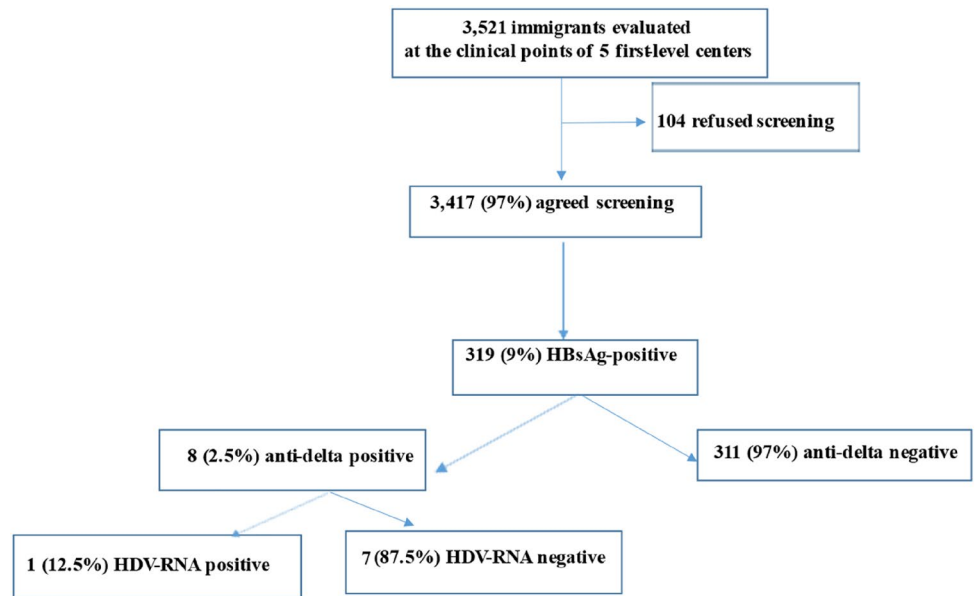 3,521 immigrants evaluated
at the clinical points of 5 first-level centers
104 refused screening
3,417 (97%) agreed screening
319 (9%) HBsAg-positive
8 (2.5%) anti-delta positive
311 (97%) anti-delta negative
1 (12.5%) HDV-RNA positive
7 (87.5%) HDV-RNA negative